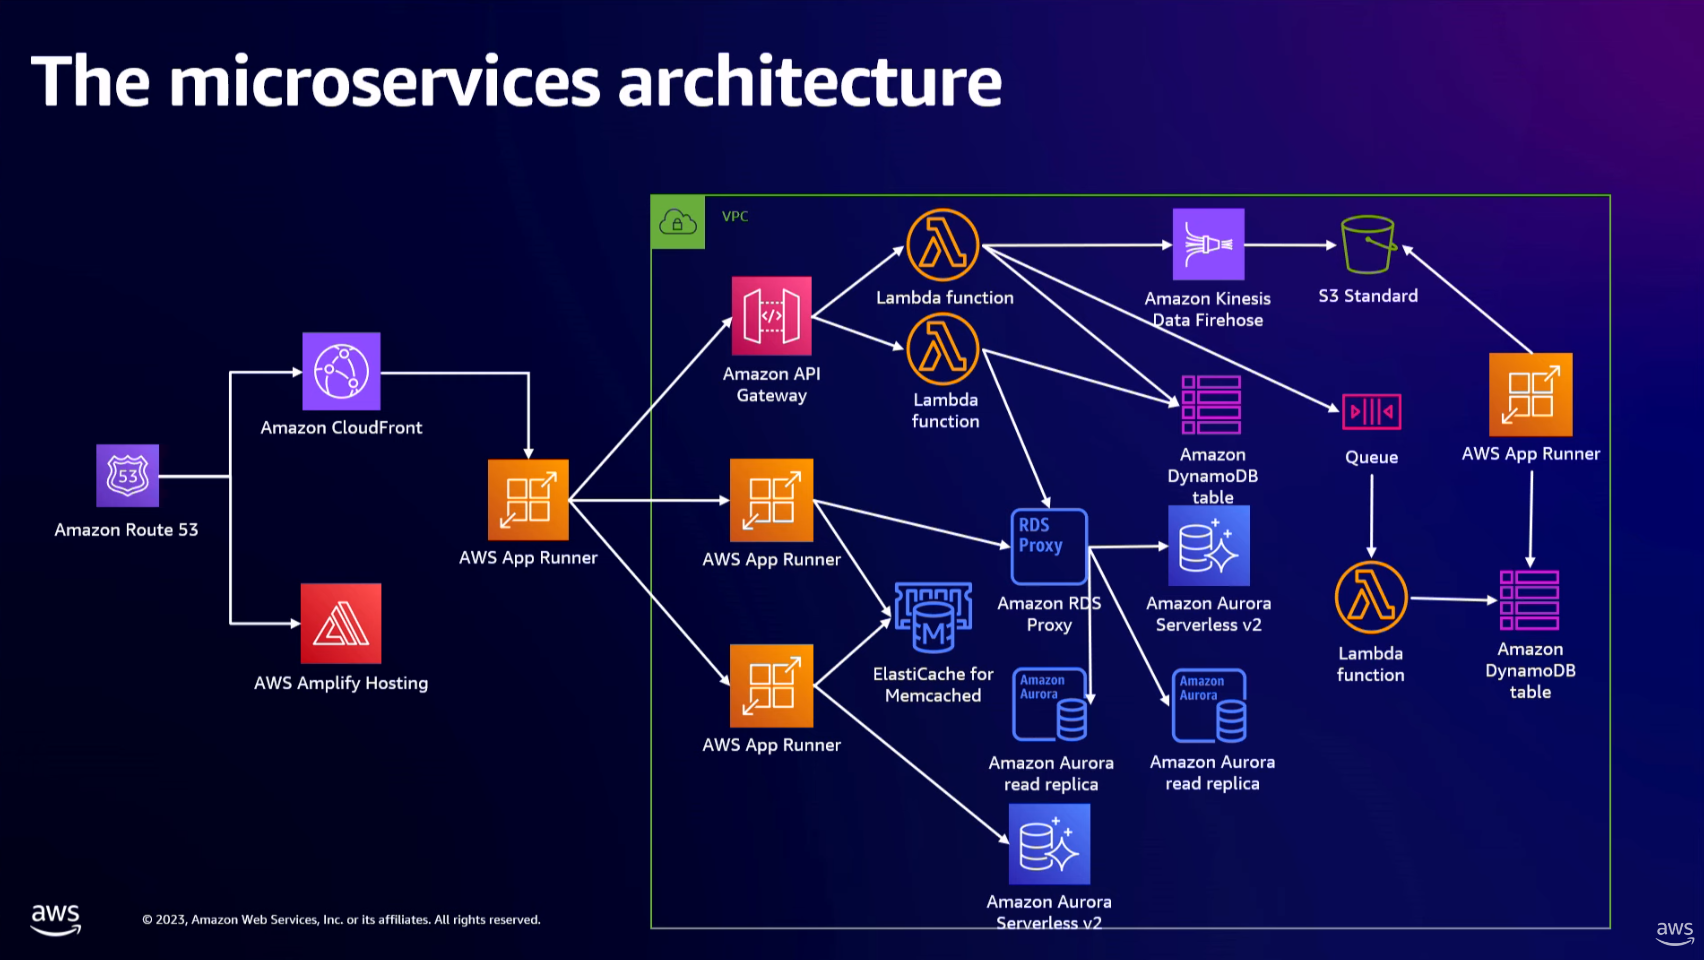 The microservices architecture
VPC
Lambda function
Amazon Kinesis
Data Firehose
S3 Standard
Amazon API
Gateway
Lambda
function
Amazon CloudFront
Amazon
DynamoDB
table
Queue
AWS App Runner
53
Amazon Route 53
AWS App Runner
AWS App Runner
RDS
Proxy
Amazon RDS
Proxy
Amazon Aurora
Serverless v2
M
ElastiCache for
Memcached
Lambda
function
Amazon
DynamoDB
table
AWS Amplify Hosting
AWS App Runner
Amazon
Aurora
Amazon Aurora
read replica
Amazon
Aurora
Amazon Aurora
read replica
Amazon Aurora
Serverless v2
aws
© 2023, Amazon Web Services, Inc. or its affiliates. All rights reserved.
aws